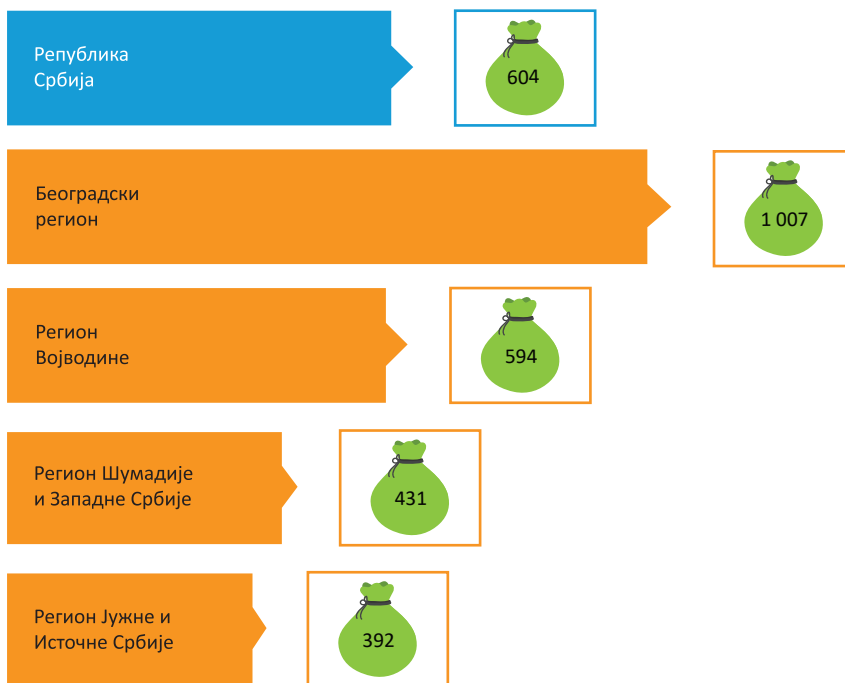 Република
Србија
604
Београдски
регион
1 007
Регион
Војводине
594
Регион Шумадије
и Западне Србије
431
Регион Јужне и
Источне Србије
392